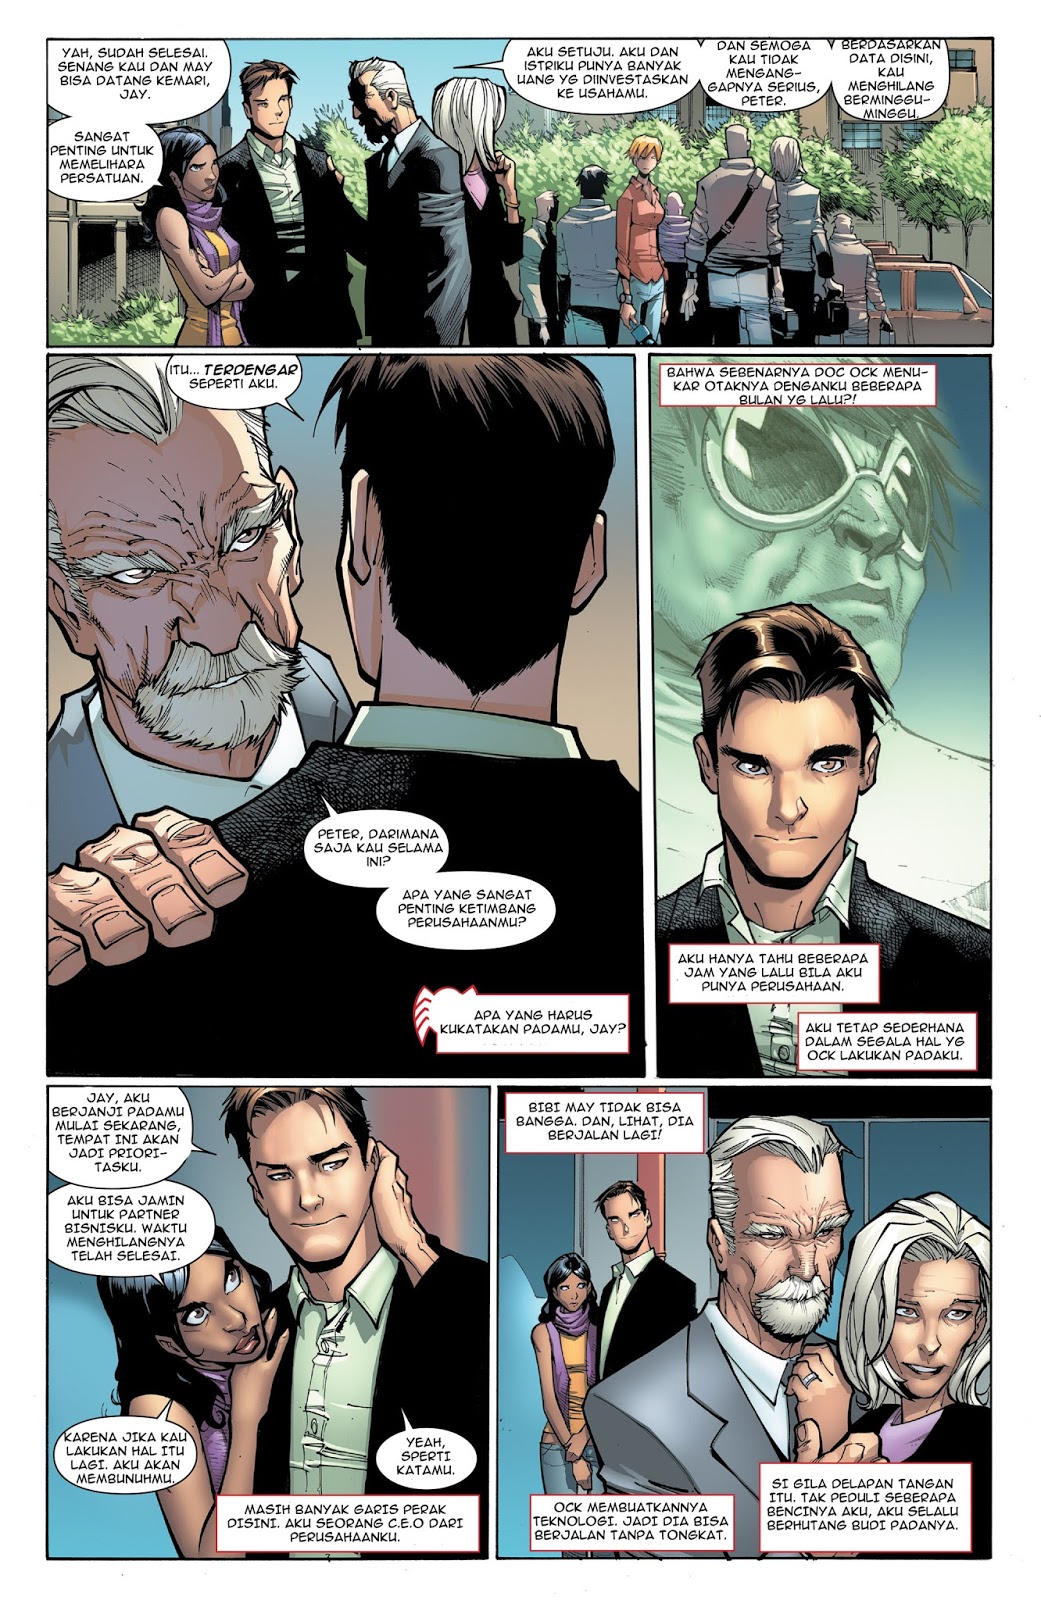 YAH, SUDAH SELESAI.
SENANG KAU DAN MAY
BISA DATANG KEMARI,
JAY.
SANGAT
PENTING UNTUK
MEMELIHARA
PERSATUAN.
AKU SETUJU. AKU DAN
ISTRIKU PUNYA BANYAK
UANG YG DIINVESTASKAN
KE USAHAMU.
DAN SEMOGA
KAU TIDAK
MENGANG-
GAPNYA SERIUS,
PETER.
BERDASARKAN
DATA DISINI,
KAU
MENGHILANG
BERMINGGU-
MINGGU.
ITU... TERDENGAR
SEPERTI AKU.
PETER, DARIMANA
SAJA KAU SELAMA
INI?
APA YANG SANGAT
PENTING KETIMBANG
PERUSAHAANMU?
APA YANG HARUS
KUKATAKAN PADAMU, JAY?
BAHWA SEBENARNYA DOC OCK MENU-
KAR OTAKNYA DENGANKU BEBERAPA
BULAN YG LALU?!
AKU HANYA TAHU BEBERAPA
JAM YANG LALU BILA AKU
PUNYA PERUSAHAAN.
AKU TETAP SEDERHANA
DALAM SEGALA HAL YG
OCK LAKUKAN PADAKU.
JAY, AKU
BERJANJI PADAMU
MULAI SEKARANG,
TEMPAT INI AKAN
JADI PRIORI-
TASKU.
AKU BISA JAMIN
UNTUK PARTNER
BISNISKU. WAKTU
MENGHILANGNYA
TELAH SELESAI.
KARENA JIKA KAU
LAKUKAN HAL ITU
LAGI. AKU AKAN
MEMBUNUHMU.
YEAH,
SPERTI
KATAMU.
MASIH BANYAK GARIS PERAK
DISINI. AKU SEORANG C.E.O DARI
PERUSAHAANKU.
BIBI MAY TIDAK BISA
BANGGA. DAN, LIHAT, DIA
BERJALAN LAGI!
OCK MEMBUATKANNYA
TEKNOLOGI. JADI DIA BISA
BERJALAN TANPA TONGKAT.
SI GILA DELAPAN TANGAN
ITU. TAK PEDULI SEBERAPA
BENCINYA AKU, AKU SELALU
BERHUTANG BUDI PADANYA.